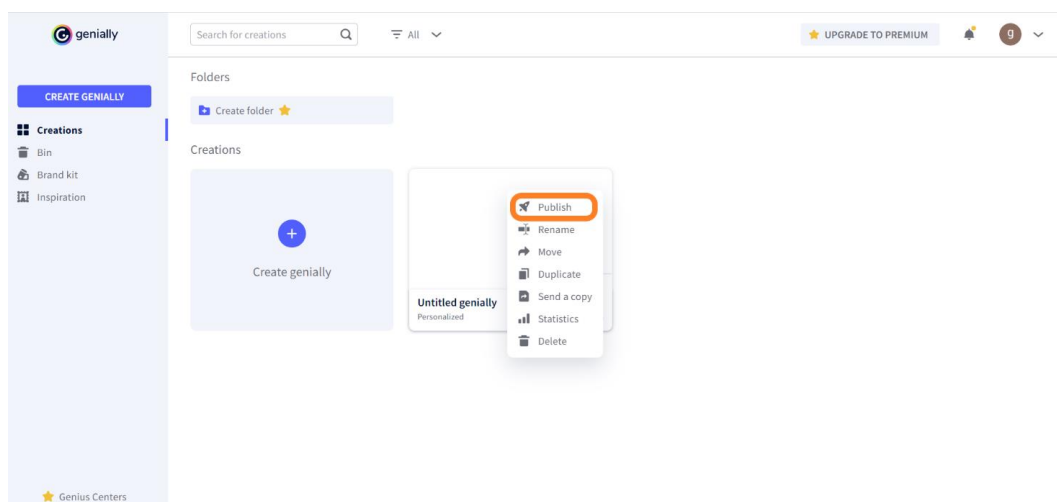 genially
Search for creations
All
UPGRADE TO PREMIUM
g
CREATE GENIALLY
Creations
Bin
Brand kit
Inspiration
Genius Centers
Folders
Create folder
Creations
Create genially
Untitled genially
Personalized
Publish
Rename
Move
Duplicate
Send a copy
Statistics
Delete